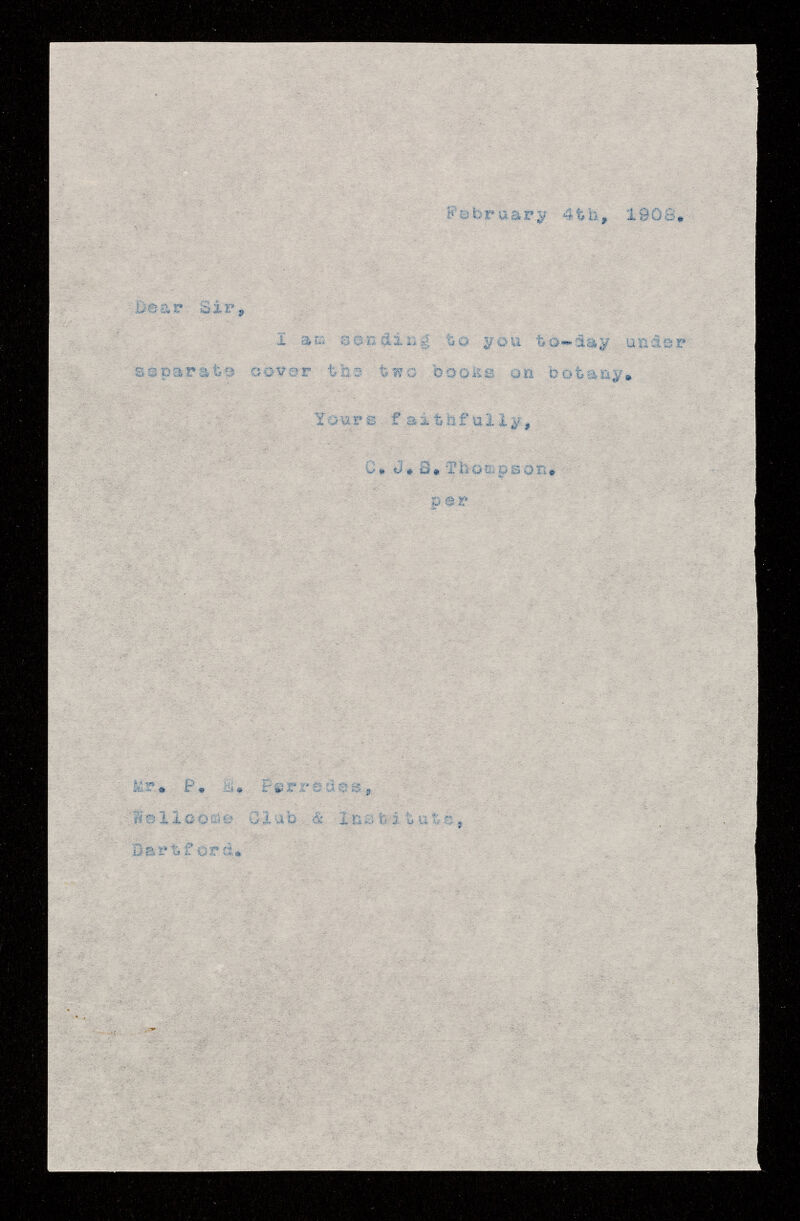 February 4th, 1908.
Dear Sir,
I am sending to you to-day under
separate cover the two books on botany.
Yours faithfully,
C.J.S.Thompson.
per
Mr. P. E. Perredes,
Wellcome Club & Institute,
Dartford.